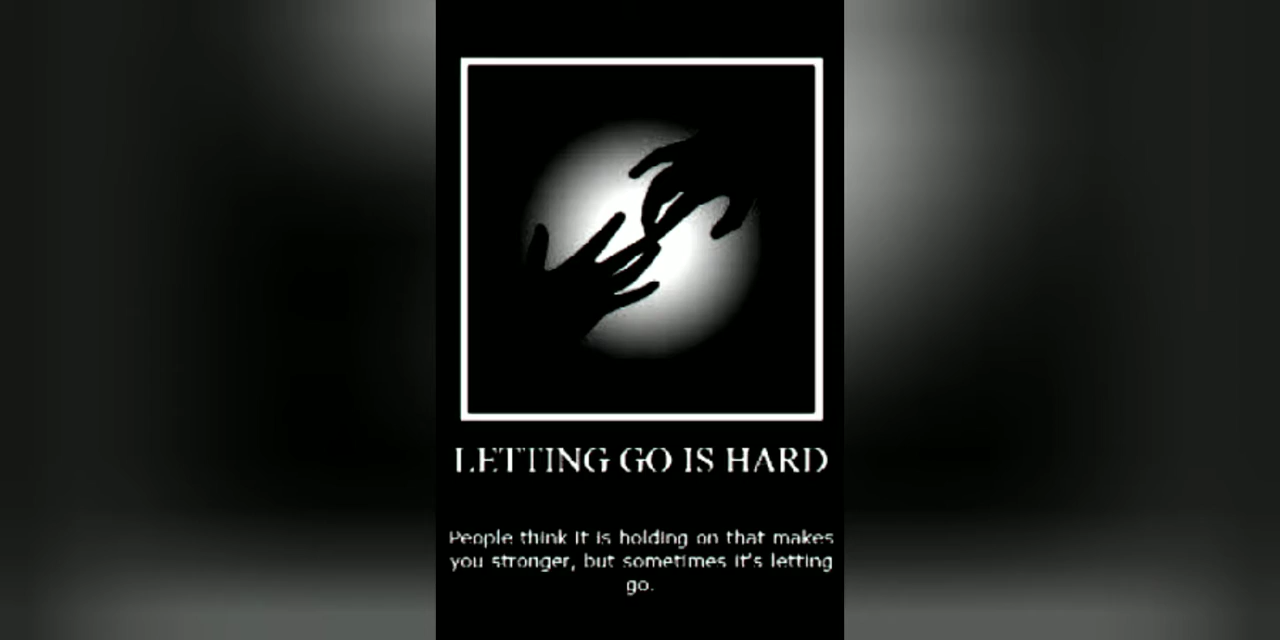 LETTING GO IS HARD
People think it is holding on that makes
you stronger, but sometimes it's letting
go.